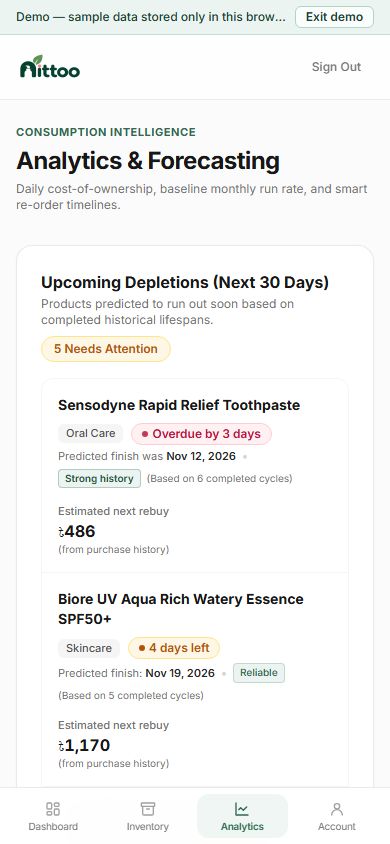 Demo — sample data stored only in this brow...
Exit demo
Nittoo
Sign Out
CONSUMPTION INTELLIGENCE
Analytics & Forecasting
Daily cost-of-ownership, baseline monthly run rate, and smart
re-order timelines.
Upcoming Depletions (Next 30 Days)
Products predicted to run out soon based on
completed historical lifespans.
5 Needs Attention
Sensodyne Rapid Relief Toothpaste
Oral Care
Overdue by 3 days
Predicted finish was Nov 12, 2026 •
Strong history (Based on 6 completed cycles)
Estimated next rebuy
৳486
(from purchase history)
Biore UV Aqua Rich Watery Essence
SPF50+
Skincare
4 days left
Predicted finish: Nov 19, 2026 • Reliable
(Based on 5 completed cycles)
Estimated next rebuy
৳1,170
(from purchase history)
Dashboard
Inventory
Analytics
Account